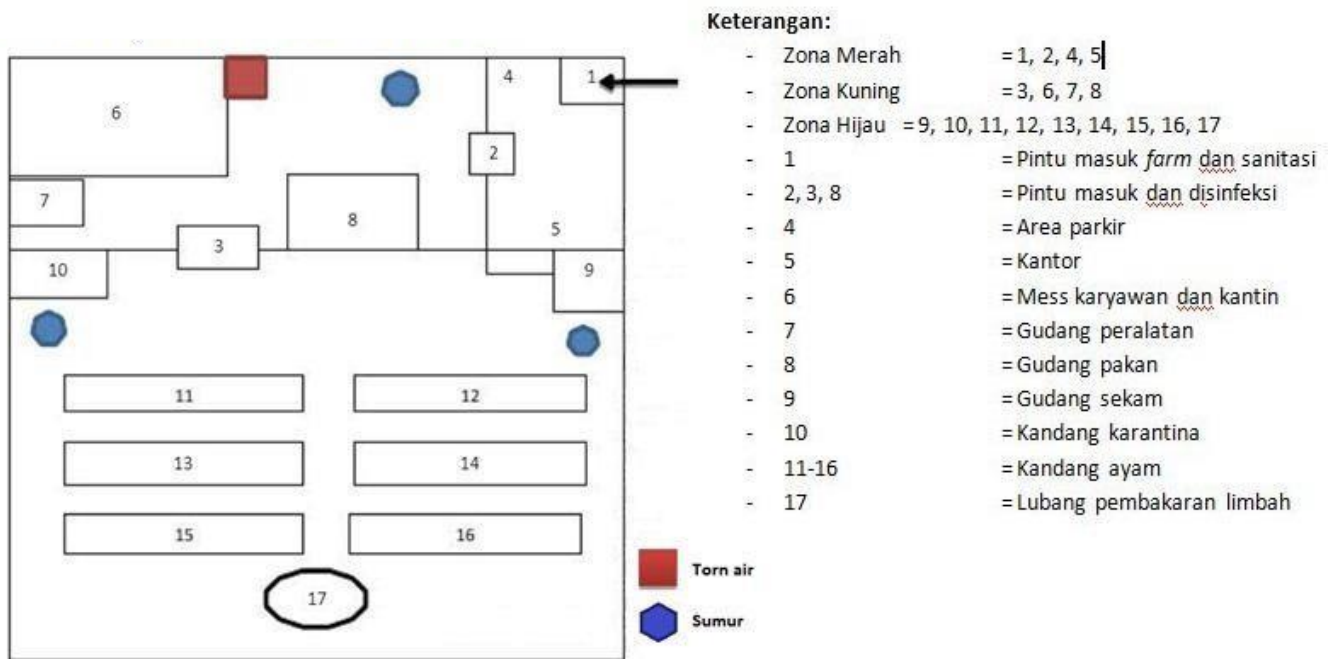 Keterangan:
- Zona Merah = 1, 2, 4, 5
- Zona Kuning = 3, 6, 7, 8
- Zona Hijau = 9, 10, 11, 12, 13, 14, 15, 16, 17
- 1 = Pintu masuk farm dan sanitasi
- 2, 3, 8 = Pintu masuk dan disinfeksi
- 4 = Area parkir
- 5 = Kantor
- 6 = Mess karyawan dan kantin
- 7 = Gudang peralatan
- 8 = Gudang pakan
- 9 = Gudang sekam
- 10 = Kandang karantina
- 11-16 = Kandang ayam
- 17 = Lubang pembakaran limbah
4 1
6
2
7
8
3
5
10
9
11 12
13 14
15 16
17
Torn air
Sumur